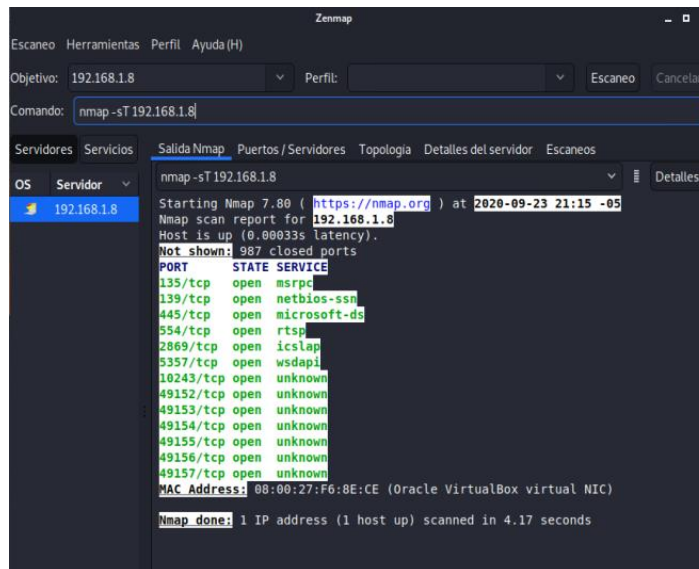 Zenmap
Escaneo Herramientas Perfil Ayuda (H)
Objetivo: 192.168.1.8 Perfil: Escaneo Cancela
Comando: nmap -sT 192.168.1.8
Servidores Servicios Salida Nmap Puertos / Servidores Topología Detalles del servidor Escaneos
OS Servidor nmap -sT 192.168.1.8 Detalles
192.168.1.8
Starting Nmap 7.80 ( https://nmap.org ) at 2020-09-23 21:15 -05
Nmap scan report for 192.168.1.8
Host is up (0.00033s latency).
Not shown: 987 closed ports
PORT STATE SERVICE
135/tcp open msrpc
139/tcp open netbios-ssn
445/tcp open microsoft-ds
554/tcp open rtsp
2869/tcp open icslap
5357/tcp open wsdapi
10243/tcp open unknown
49152/tcp open unknown
49153/tcp open unknown
49154/tcp open unknown
49155/tcp open unknown
49156/tcp open unknown
49157/tcp open unknown
MAC Address: 08:00:27:F6:8E:CE (Oracle VirtualBox virtual NIC)
Nmap done: 1 IP address (1 host up) scanned in 4.17 seconds